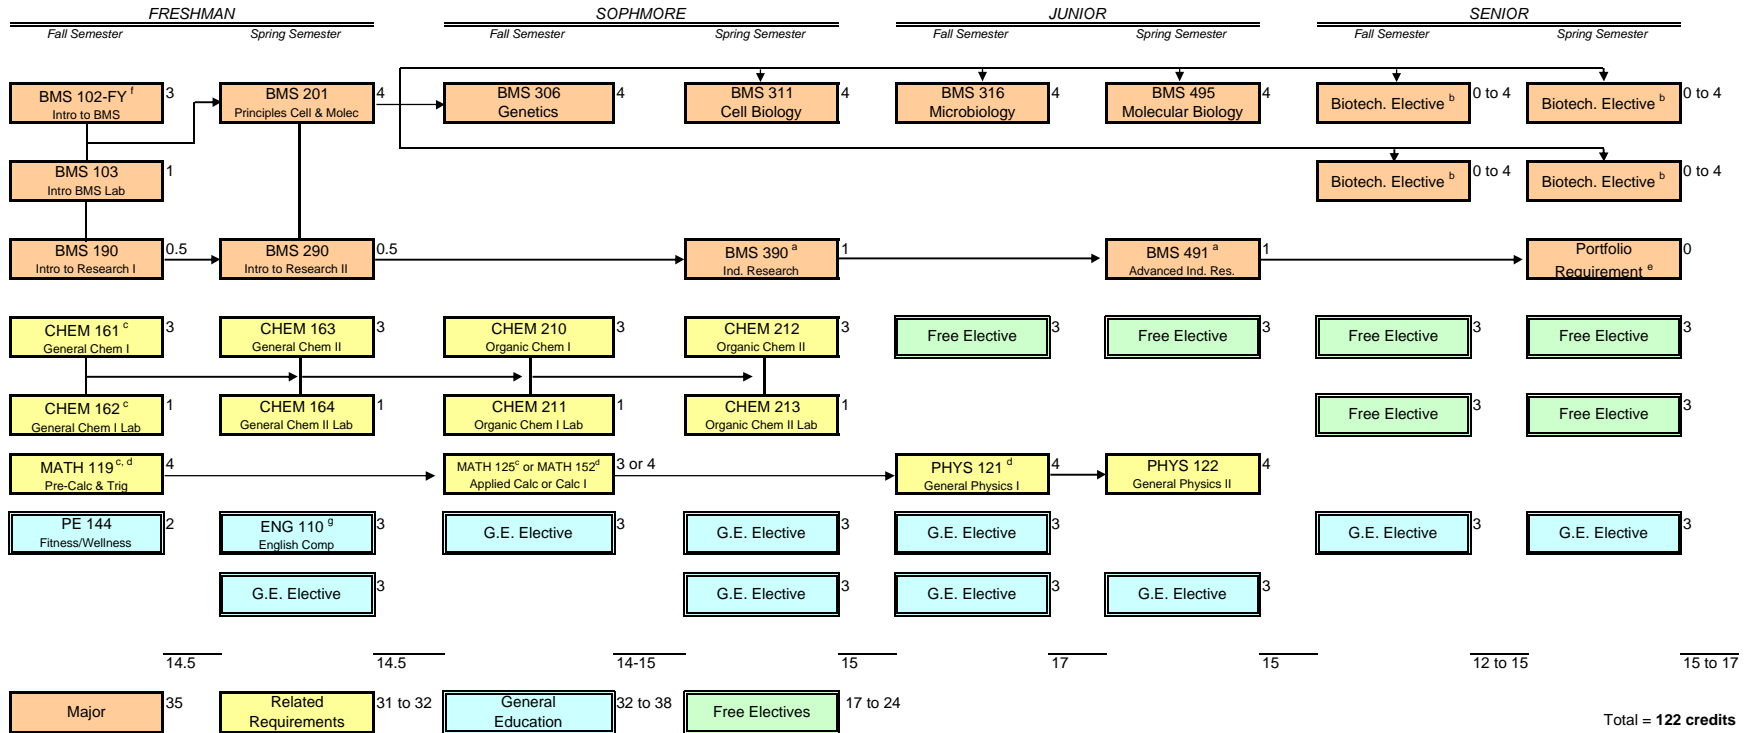 FRESHMAN SOPHMORE JUNIOR SENIOR
Fall Semester Spring Semester Fall Semester Spring Semester Fall Semester Spring Semester Fall Semester Spring Semester
BMS 102-FY f 3 BMS 201 4 BMS 306 4 BMS 311 4 BMS 316 4 BMS 495 4 Biotech. Elective b 0 to 4 Biotech. Elective b 0 to 4
Intro to BMS Principles Cell & Molec Genetics Cell Biology Microbiology Molecular Biology
BMS 103 1 Biotech. Elective b 0 to 4 Biotech. Elective b 0 to 4
Intro BMS Lab
BMS 190 0.5 BMS 290 0.5 BMS 390 a 1 BMS 491 a 1 Portfolio 0
Intro to Research I Intro to Research II Ind. Research Advanced Ind. Res. Requirement e
CHEM 161 c 3 CHEM 163 3 CHEM 210 3 CHEM 212 3 Free Elective 3 Free Elective 3 Free Elective 3 Free Elective 3
General Chem I General Chem II Organic Chem I Organic Chem II
CHEM 162 c 1 CHEM 164 1 CHEM 211 1 CHEM 213 1 Free Elective 3 Free Elective 3
General Chem I Lab General Chem II Lab Organic Chem I Lab Organic Chem II Lab
MATH 119 c, d 4 MATH 125c or MATH 152d 3 or 4 PHYS 121 d 4 PHYS 122 4
Pre-Calc & Trig Applied Calc or Calc I General Physics I General Physics II
PE 144 2 ENG 110 g 3 G.E. Elective 3 G.E. Elective 3 G.E. Elective 3 G.E. Elective 3 G.E. Elective 3
Fitness/Wellness English Comp
G.E. Elective 3 G.E. Elective 3 G.E. Elective 3 G.E. Elective 3
14.5 14.5 14-15 15 17 15 12 to 15 15 to 17
Major 35 Related 31 to 32 General 32 to 38 Free Electives 17 to 24
Requirements Education
Total = 122 credits